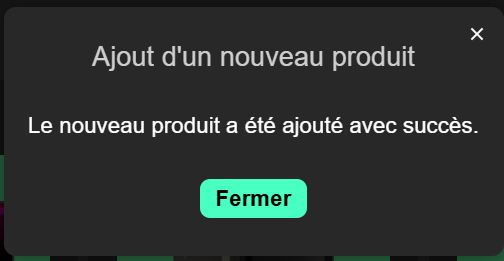 Ajout d'un nouveau produit
Le nouveau produit a été ajouté avec succès.
Fermer